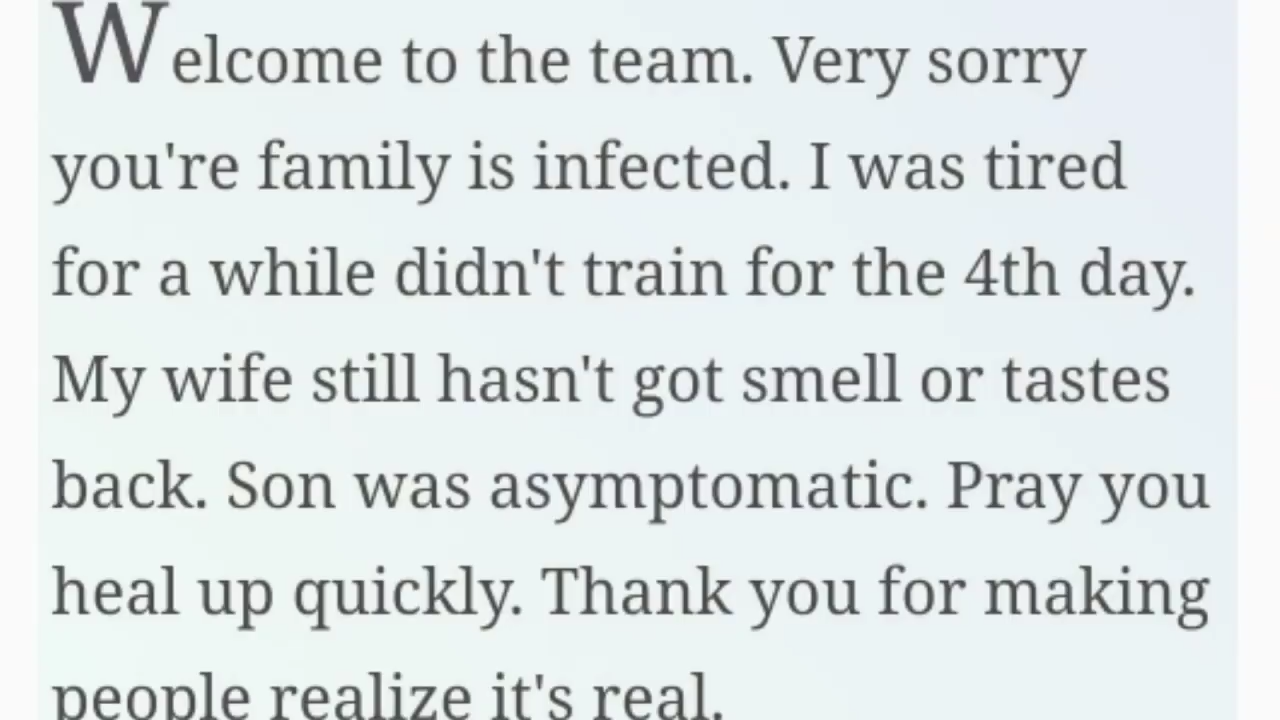 Welcome to the team. Very sorry
you're family is infected. I was tired
for a while didn't train for the 4th day.
My wife still hasn't got smell or tastes
back. Son was asymptomatic. Pray you
heal up quickly. Thank you for making
people realize it's real.